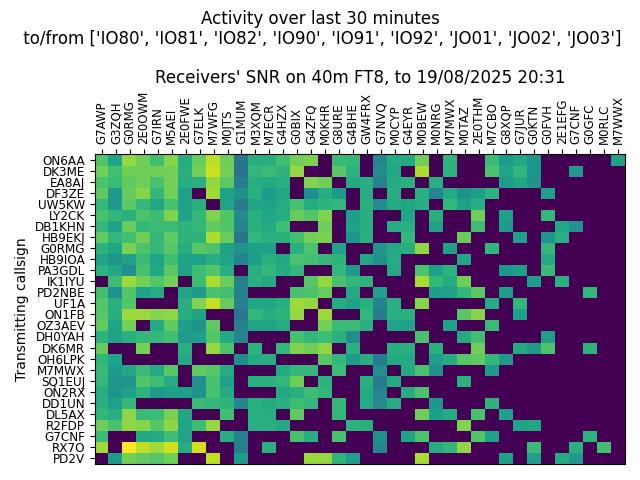 Activity over last 30 minutes
to/from ['IO80', 'IO81', 'IO82', 'IO90', 'IO91', 'IO92', 'JO01', 'JO02', 'JO03']
Receivers' SNR on 40m FT8, to 19/08/2025 20:31
G7AWP
G3ZQH
G0RMG
2E0OWM
G7IRN
M5AEI
2E0FWE
G7ELK
M7WFG
M0JTS
G1MUM
M3XQM
M7ECR
G4HZX
G0BIX
G4ZFQ
M0KHR
G8URE
G4BHE
GW4FRX
G7NVQ
M0CYP
G4EYR
M0BEW
M0NRG
M7MWX
M0TAZ
2E0THM
M7CBO
G8XQP
G7JUR
G0KTN
G0FVH
2E1EFG
G7CNF
G0GFC
M0RLC
M7WWX
Transmitting callsign
ON6AA
DK3ME
EA8AJ
DF3ZE
UW5KW
LY2CK
DB1KHN
HB9EKJ
G0RMG
HB9IOA
PA3GDL
IK1IYU
PD2NBE
UF1A
ON1FB
OZ3AEV
DH0YAH
DK6MR
OH6LPK
M7MWX
SQ1EUJ
ON2RX
DD1UN
DL5AX
R2FDP
G7CNF
RX7O
PD2V